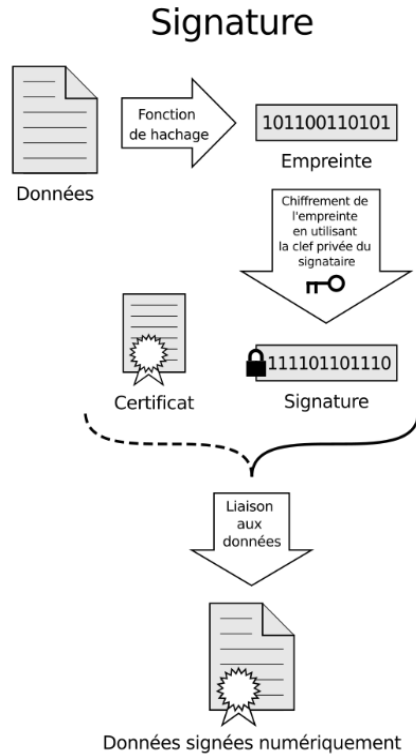 Signature
Fonction
de hachage
101100110101
Empreinte
Données
Chiffrement de
l'empreinte
en utilisant
la clef privée du
signataire
111101101110
Certificat
Signature
Liaison
aux
données
Données signées numériquement